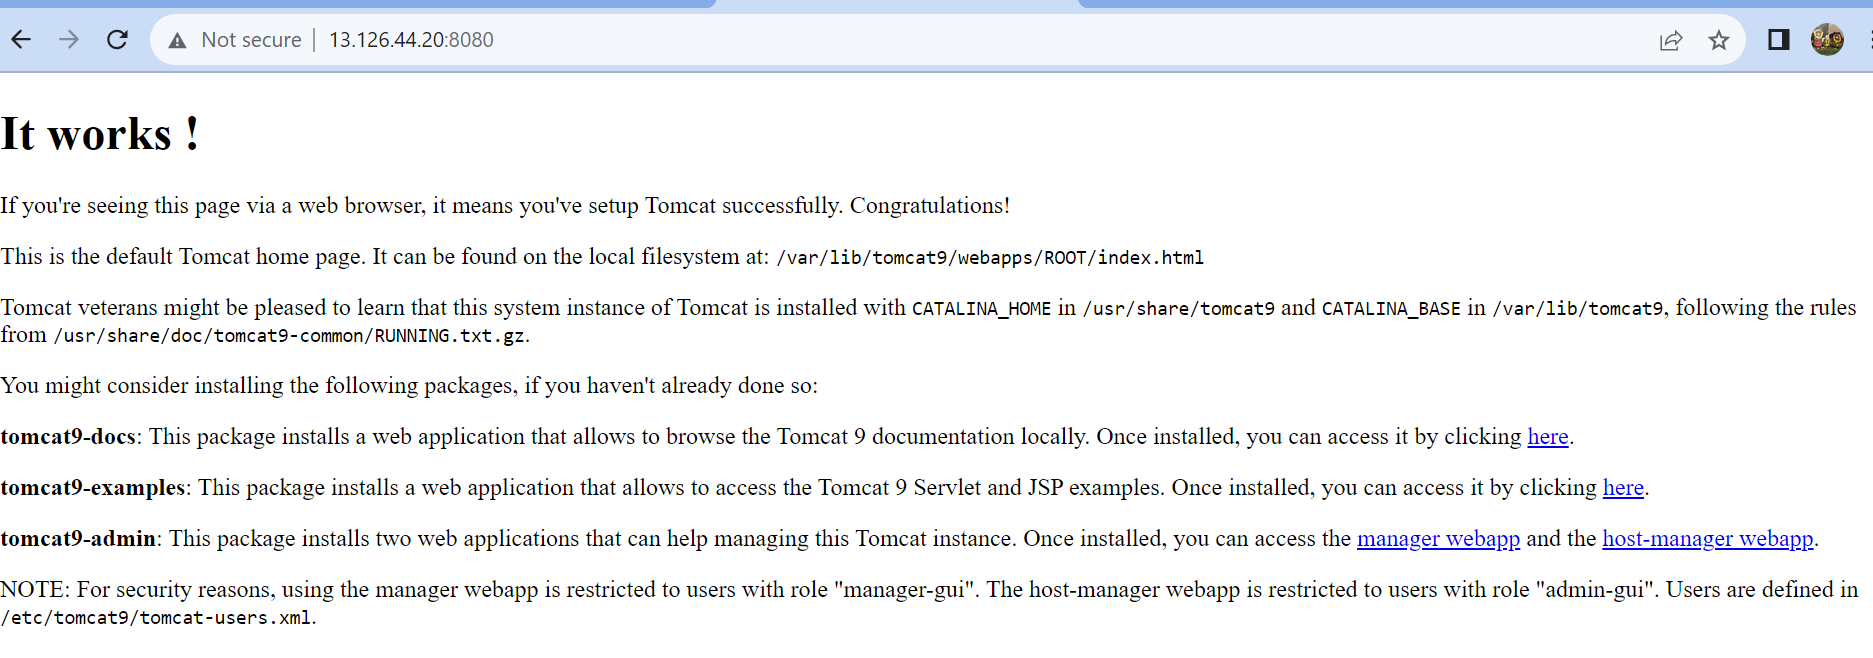 Not secure | 13.126.44.20:8080
It works !
If you're seeing this page via a web browser, it means you've setup Tomcat successfully. Congratulations!
This is the default Tomcat home page. It can be found on the local filesystem at: /var/lib/tomcat9/webapps/ROOT/index.html
Tomcat veterans might be pleased to learn that this system instance of Tomcat is installed with CATALINA_HOME in /usr/share/tomcat9 and CATALINA_BASE in /var/lib/tomcat9, following the rules
from /usr/share/doc/tomcat9-common/RUNNING.txt.gz.
You might consider installing the following packages, if you haven't already done so:
tomcat9-docs: This package installs a web application that allows to browse the Tomcat 9 documentation locally. Once installed, you can access it by clicking here.
tomcat9-examples: This package installs a web application that allows to access the Tomcat 9 Servlet and JSP examples. Once installed, you can access it by clicking here.
tomcat9-admin: This package installs two web applications that can help managing this Tomcat instance. Once installed, you can access the manager webapp and the host-manager webapp.
NOTE: For security reasons, using the manager webapp is restricted to users with role "manager-gui". The host-manager webapp is restricted to users with role "admin-gui". Users are defined in
/etc/tomcat9/tomcat-users.xml.